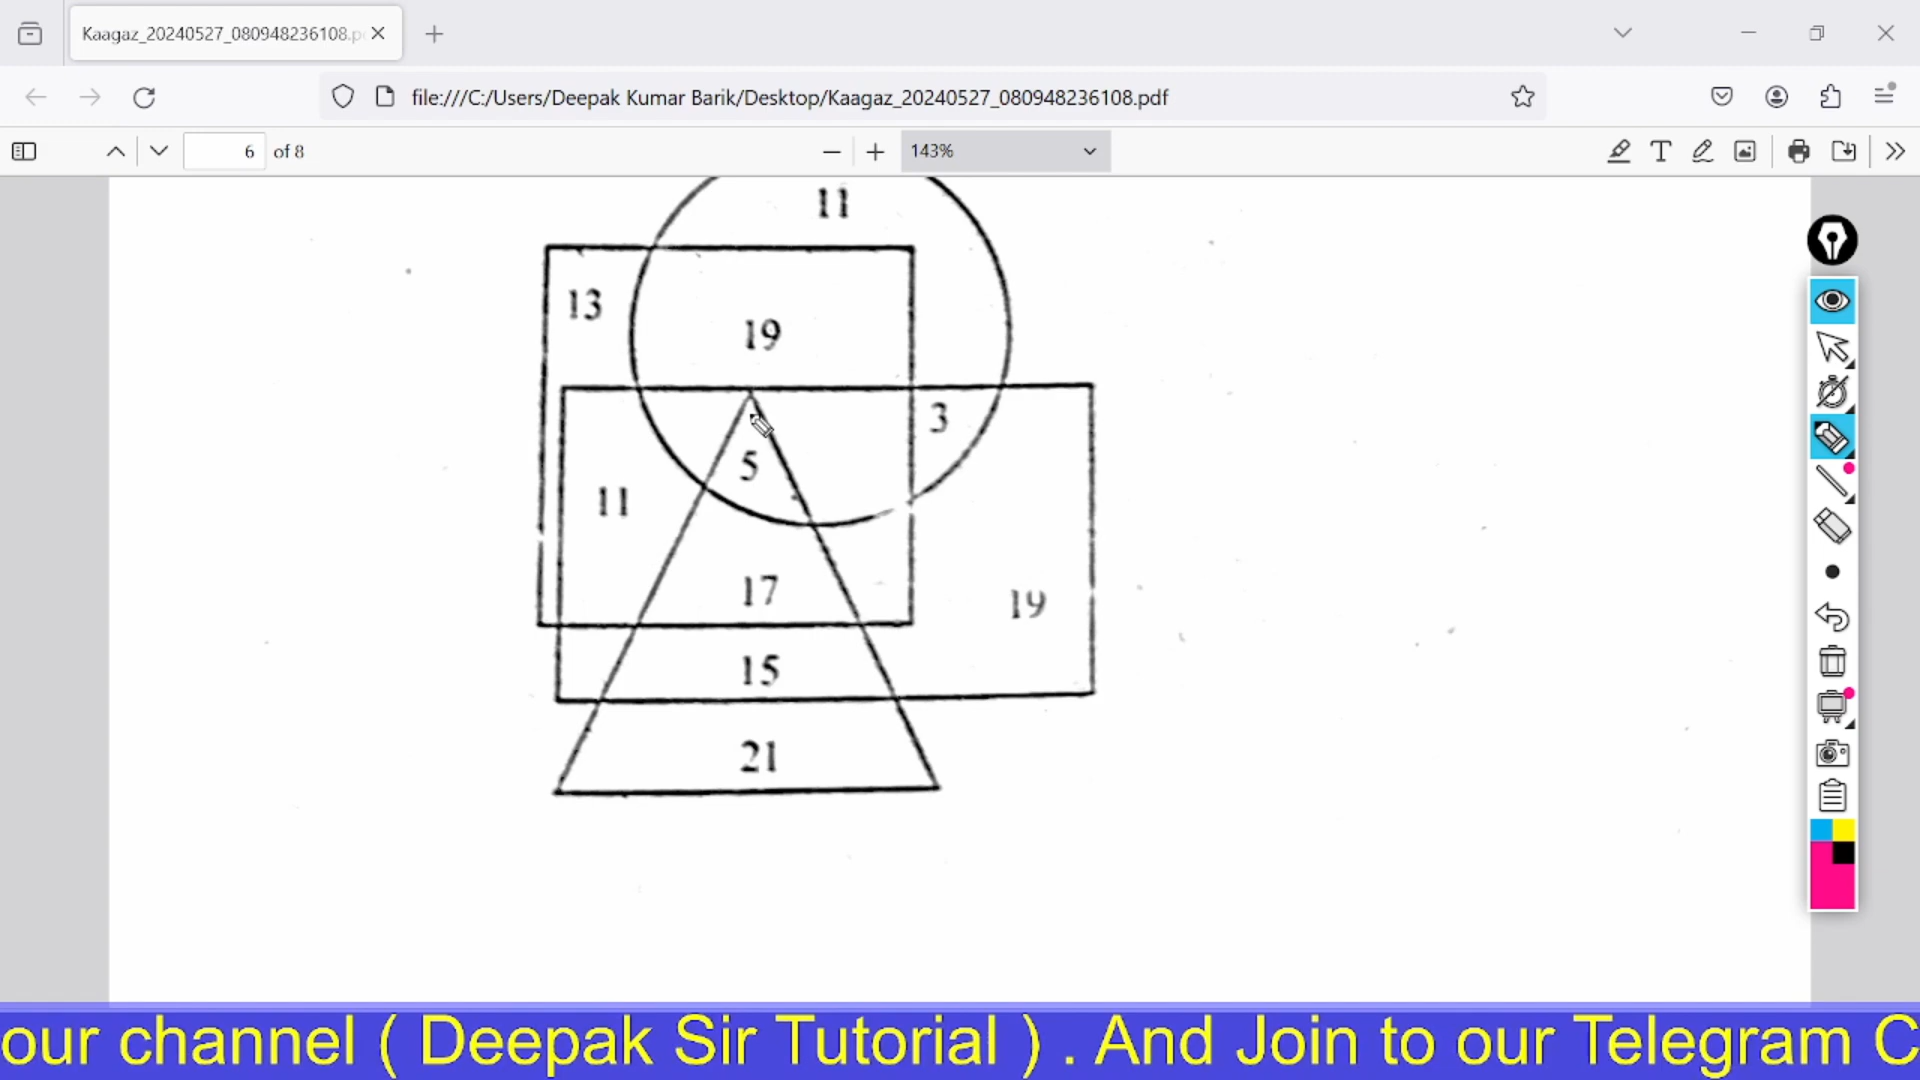 Kaagaz_20240527_080948236108.p
file:///C:/Users/Deepak Kumar Barik/Desktop/Kaagaz_20240527_080948236108.pdf
6 of 8
143%
11
13
19
3
5
11
17
19
15
21
our channel ( Deepak Sir Tutorial ) . And Join to our Telegram C